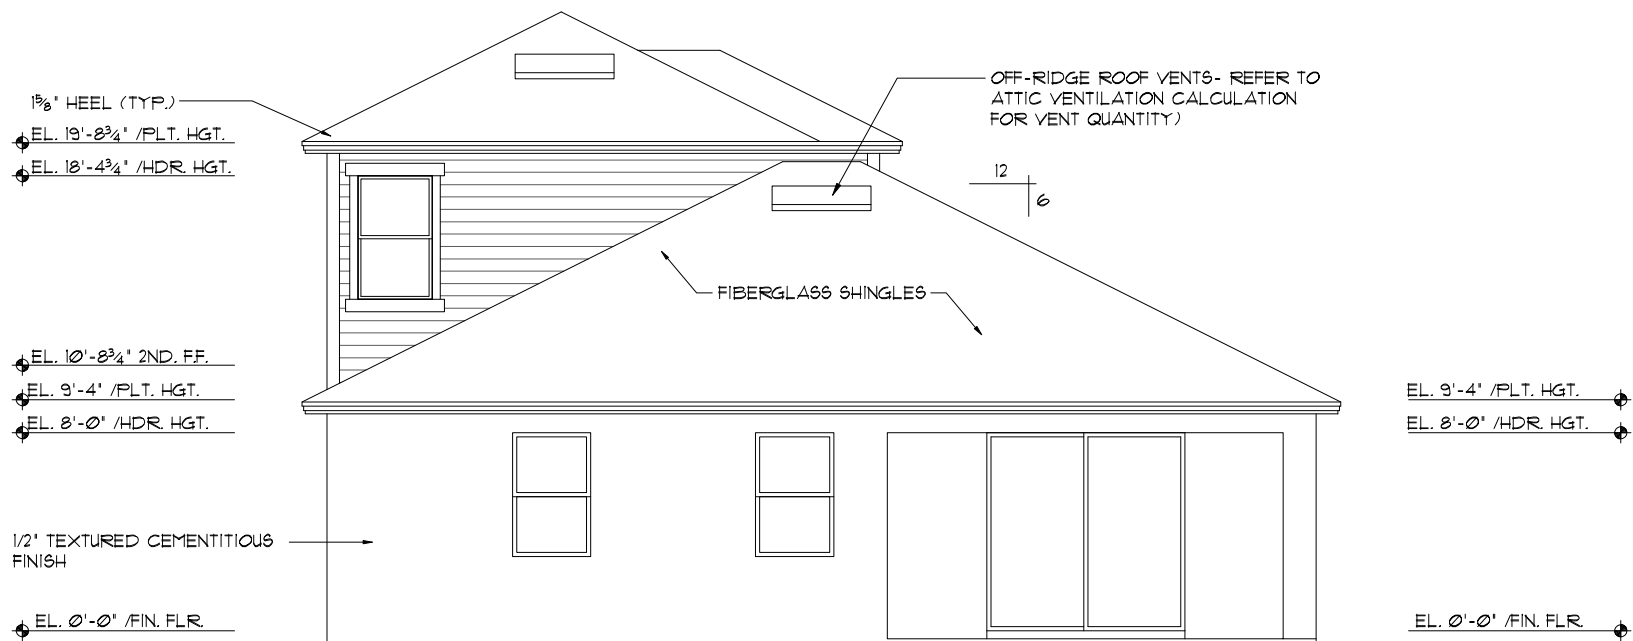 1⅝" HEEL (TYP.)
EL. 19'-8¾" /PLT. HGT.
EL. 18'-4¾" /HDR. HGT.
OFF-RIDGE ROOF VENTS- REFER TO
ATTIC VENTILATION CALCULATION
FOR VENT QUANTITY)
12
6
FIBERGLASS SHINGLES
EL. 10'-8¾" 2ND. F.F.
EL. 9'-4" /PLT. HGT.
EL. 8'-0" /HDR. HGT.
EL. 9'-4" /PLT. HGT.
EL. 8'-0" /HDR. HGT.
1/2" TEXTURED CEMENTITIOUS
FINISH
EL. 0'-0" /FIN. FLR.
EL. 0'-0" /FIN. FLR.